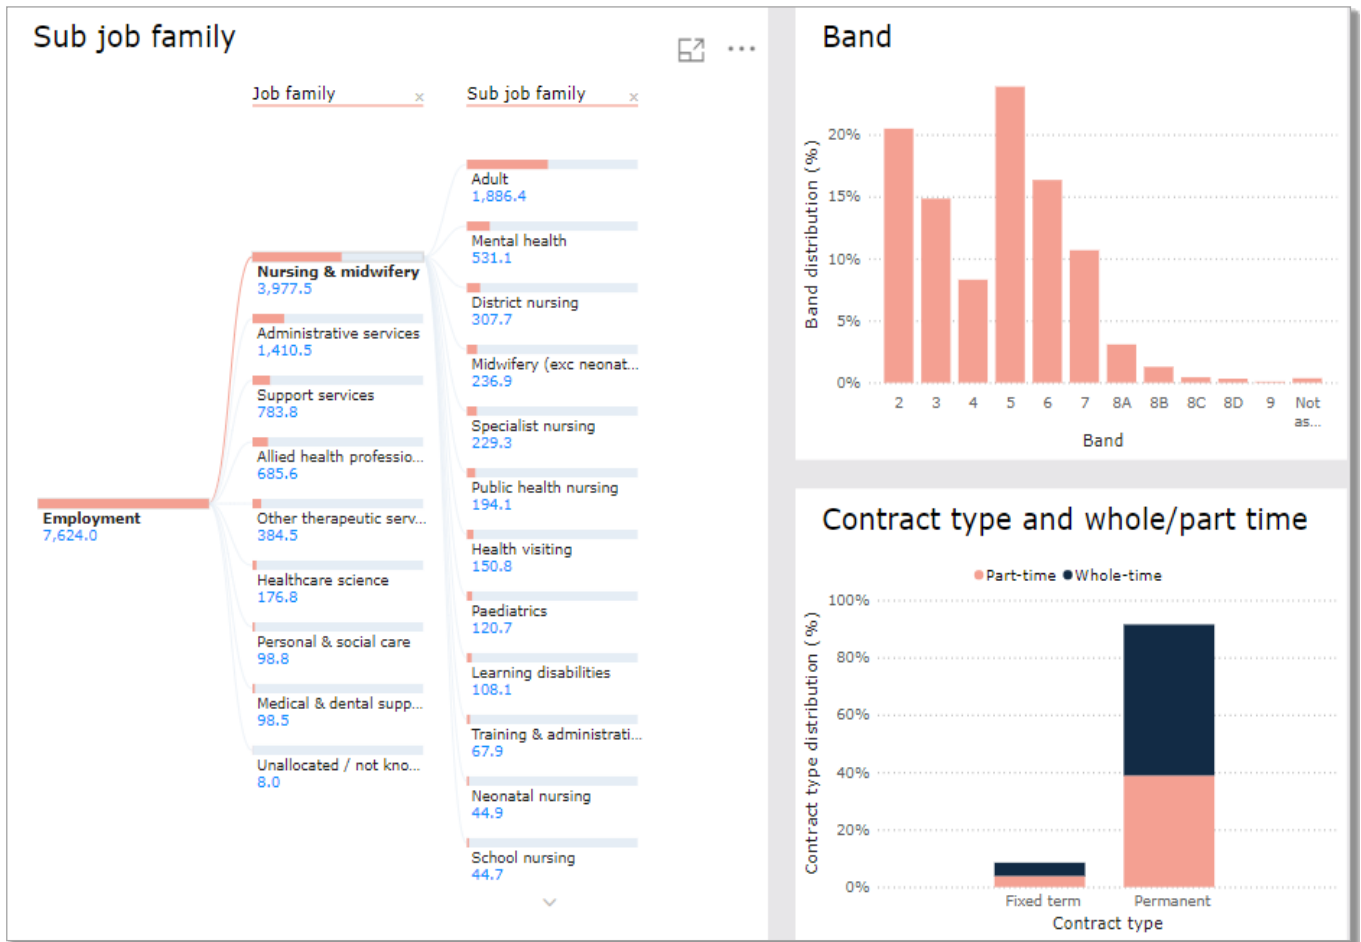 Sub job family
Job family ×
Sub job family ×
Employment
7,624.0
Nursing & midwifery
3,977.5
Administrative services
1,410.5
Support services
783.8
Allied health professio...
685.6
Other therapeutic serv...
384.5
Healthcare science
176.8
Personal & social care
98.8
Medical & dental supp...
98.5
Unallocated / not kno...
8.0
Adult
1,886.4
Mental health
531.1
District nursing
307.7
Midwifery (exc neonat...
236.9
Specialist nursing
229.3
Public health nursing
194.1
Health visiting
150.8
Paediatrics
120.7
Learning disabilities
108.1
Training & administrati...
67.9
Neonatal nursing
44.9
School nursing
44.7
Band
Band distribution (%)
20%
15%
10%
5%
0%
2 3 4 5 6 7 8A 8B 8C 8D 9 Not
as...
Band
Contract type and whole/part time
Part-time Whole-time
Contract type distribution (%)
100%
80%
60%
40%
20%
0%
Fixed term Permanent
Contract type